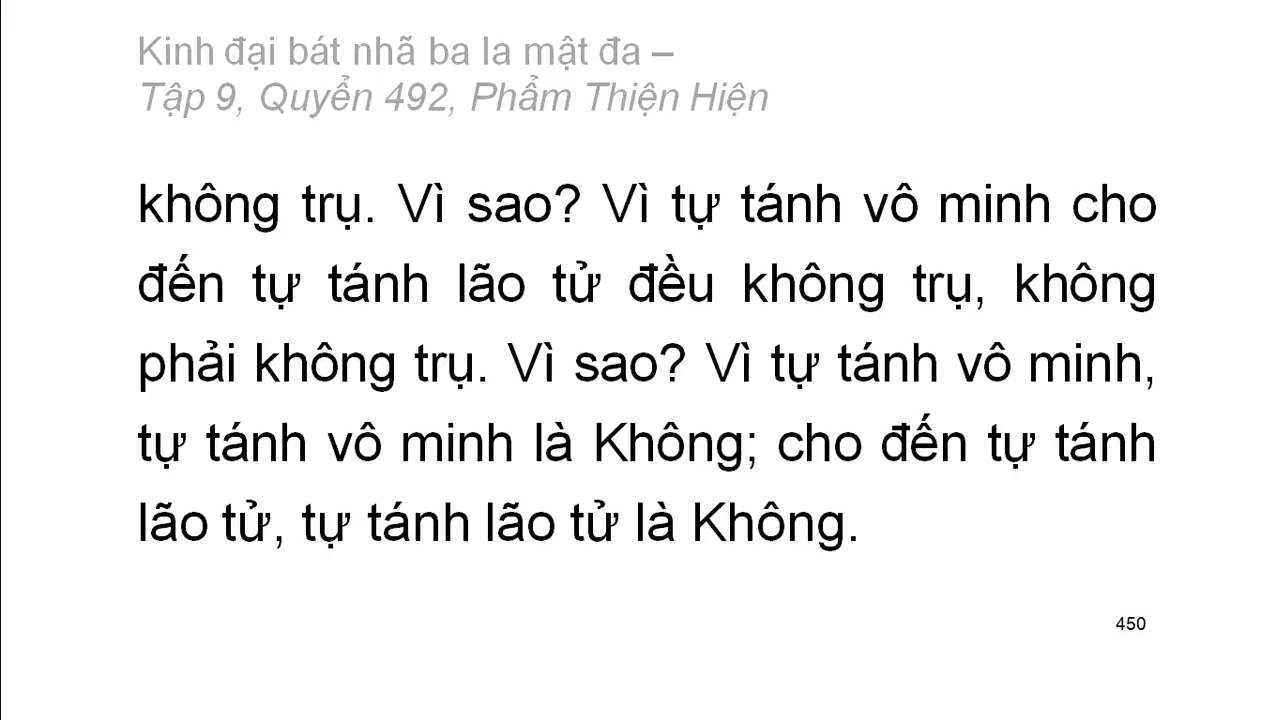 Kinh đại bát nhã ba la mật đa –
Tập 9, Quyển 492, Phẩm Thiện Hiện
không trụ. Vì sao? Vì tự tánh vô minh cho
đến tự tánh lão tử đều không trụ, không
phải không trụ. Vì sao? Vì tự tánh vô minh,
tự tánh vô minh là Không; cho đến tự tánh
lão tử, tự tánh lão tử là Không.
450